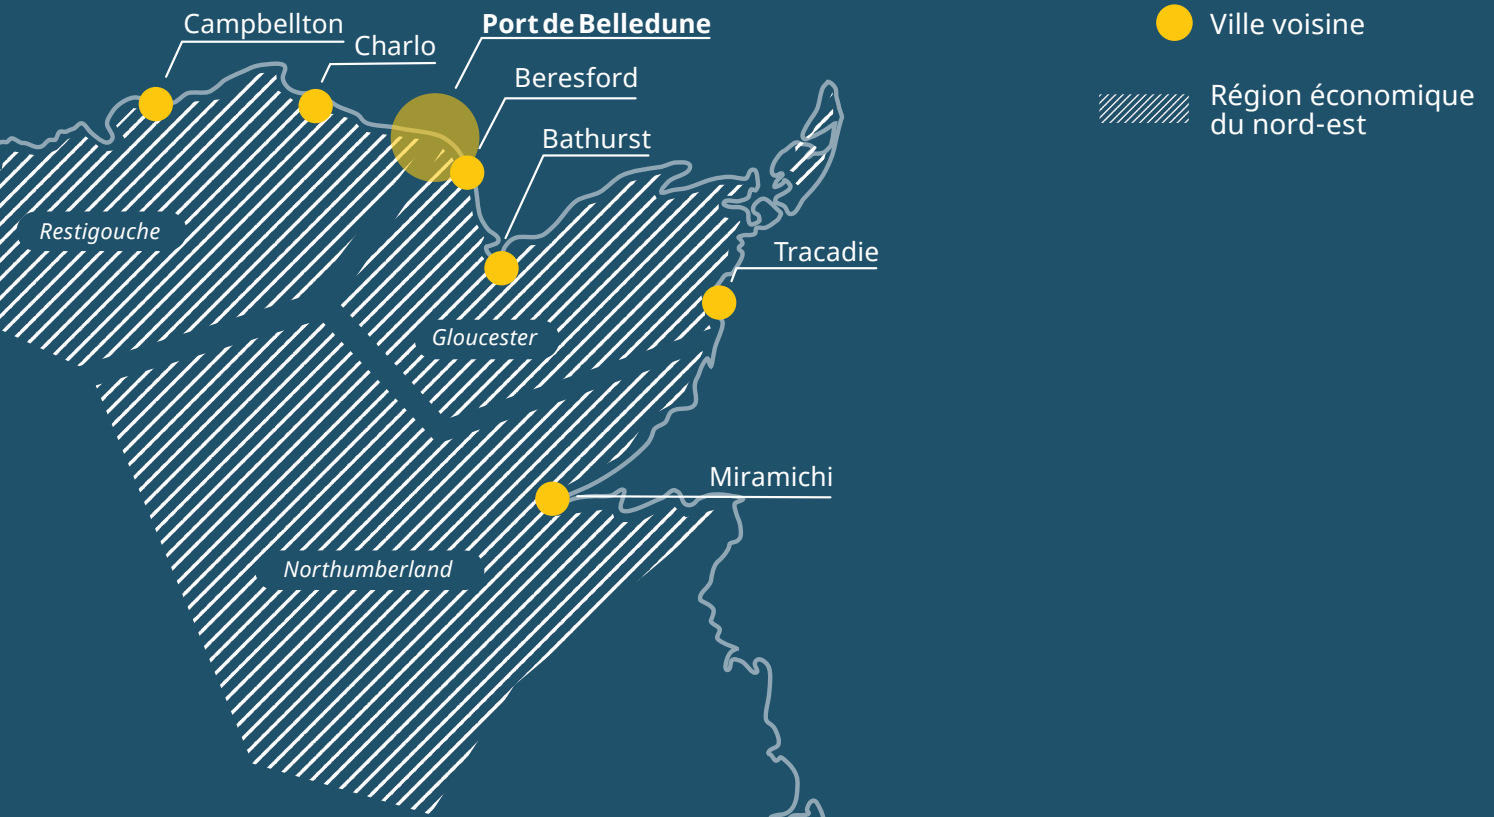 Campbellton
Charlo
Port de Belledune
Beresford
Bathurst
Ville voisine
Région économique
du nord-est
Restigouche
Tracadie
Gloucester
Miramichi
Northumberland